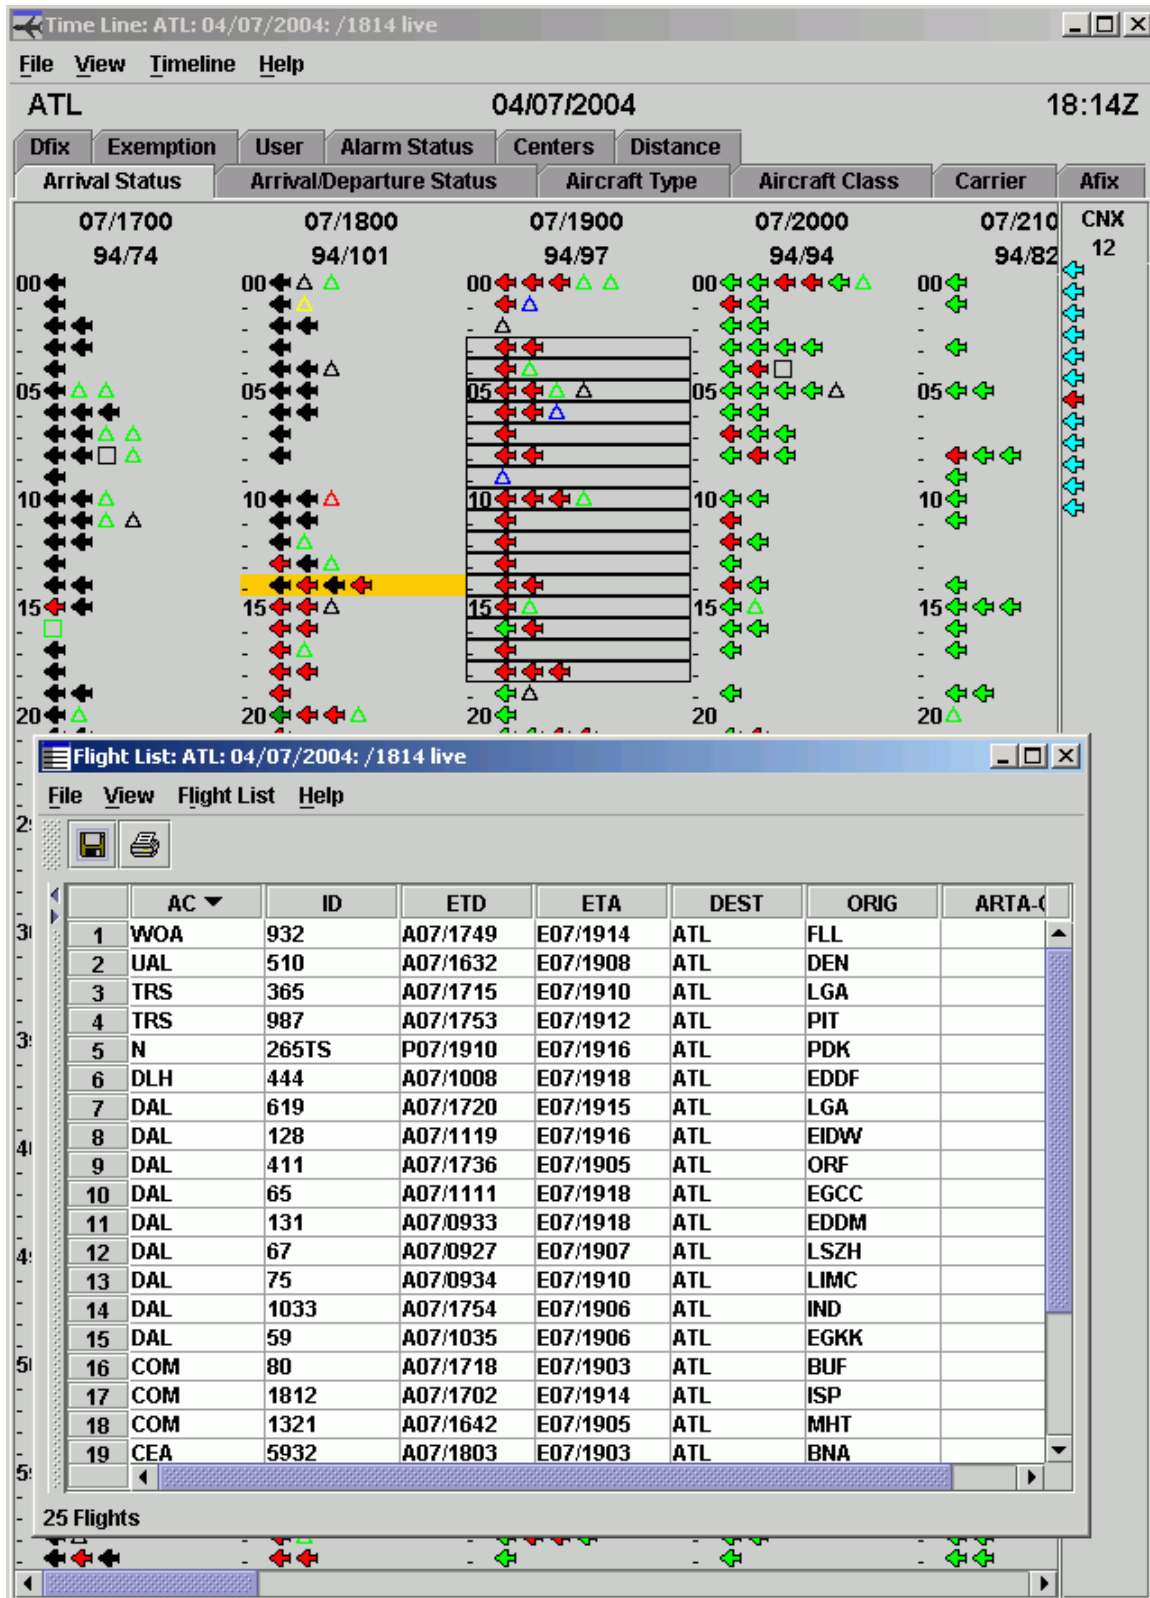 Time Line: ATL: 04/07/2004: /1814 live
File View Timeline Help
ATL 04/07/2004 18:14Z
Dfix Exemption User Alarm Status Centers Distance
Arrival Status Arrival/Departure Status Aircraft Type Aircraft Class Carrier Afix
07/1700 07/1800 07/1900 07/2000 07/210 CNX
94/74 94/101 94/97 94/94 94/82 12
00 00 00 00 00
05 05 05 05 05
10 10 10 10 10
15 15 15 15 15
20 20 20 20 20
Flight List: ATL: 04/07/2004: /1814 live
File View Flight List Help
AC ID ETD ETA DEST ORIG ARTA-
1 WOA 932 A07/1749 E07/1914 ATL FLL
2 UAL 510 A07/1632 E07/1908 ATL DEN
3 TRS 365 A07/1715 E07/1910 ATL LGA
4 TRS 987 A07/1753 E07/1912 ATL PIT
5 N 265TS P07/1910 E07/1916 ATL PDK
6 DLH 444 A07/1008 E07/1918 ATL EDDF
7 DAL 619 A07/1720 E07/1915 ATL LGA
8 DAL 128 A07/1119 E07/1916 ATL EIDW
9 DAL 411 A07/1736 E07/1905 ATL ORF
10 DAL 65 A07/1111 E07/1918 ATL EGCC
11 DAL 131 A07/0933 E07/1918 ATL EDDM
12 DAL 67 A07/0927 E07/1907 ATL LSZH
13 DAL 75 A07/0934 E07/1910 ATL LIMC
14 DAL 1033 A07/1754 E07/1906 ATL IND
15 DAL 59 A07/1035 E07/1906 ATL EGKK
16 COM 80 A07/1718 E07/1903 ATL BUF
17 COM 1812 A07/1702 E07/1914 ATL ISP
18 COM 1321 A07/1642 E07/1905 ATL MHT
19 CEA 5932 A07/1803 E07/1903 ATL BNA
25 Flights